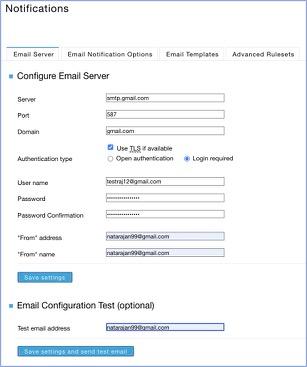 Notifications
Email Server Email Notification Options Email Templates Advanced Rulesets
Configure Email Server
Server smtp.gmail.com
Port 587
Domain gmail.com
Use TLS if available
Authentication type Open authentication Login required
User name testraj12@gmail.com
Password ••••••••••••••••
Password Confirmation ••••••••••••••••
"From" address natarajan99@gmail.com
"From" name natarajan99@gmail.com
Save settings
Email Configuration Test (optional)
Test email address natarajan99@gmail.com
Save settings and send test email